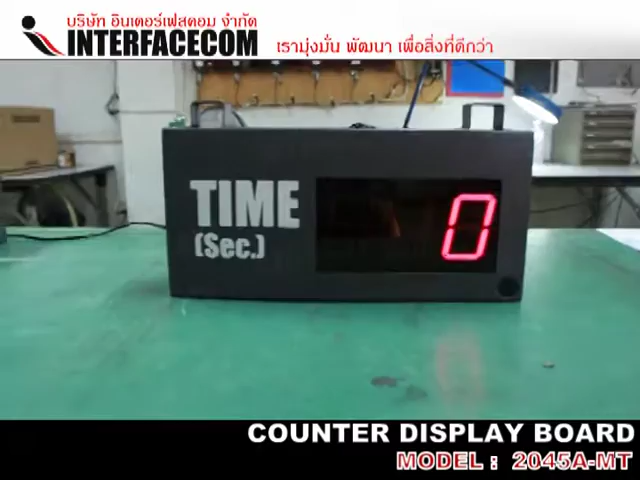 บริษัท อินเตอร์เฟสคอม จำกัด
INTERFACECOM
เรามุ่งมั่น พัฒนา เพื่อสิ่งที่ดีกว่า
TIME
(Sec.)
0
COUNTER DISPLAY BOARD
MODEL : 2045A-MT